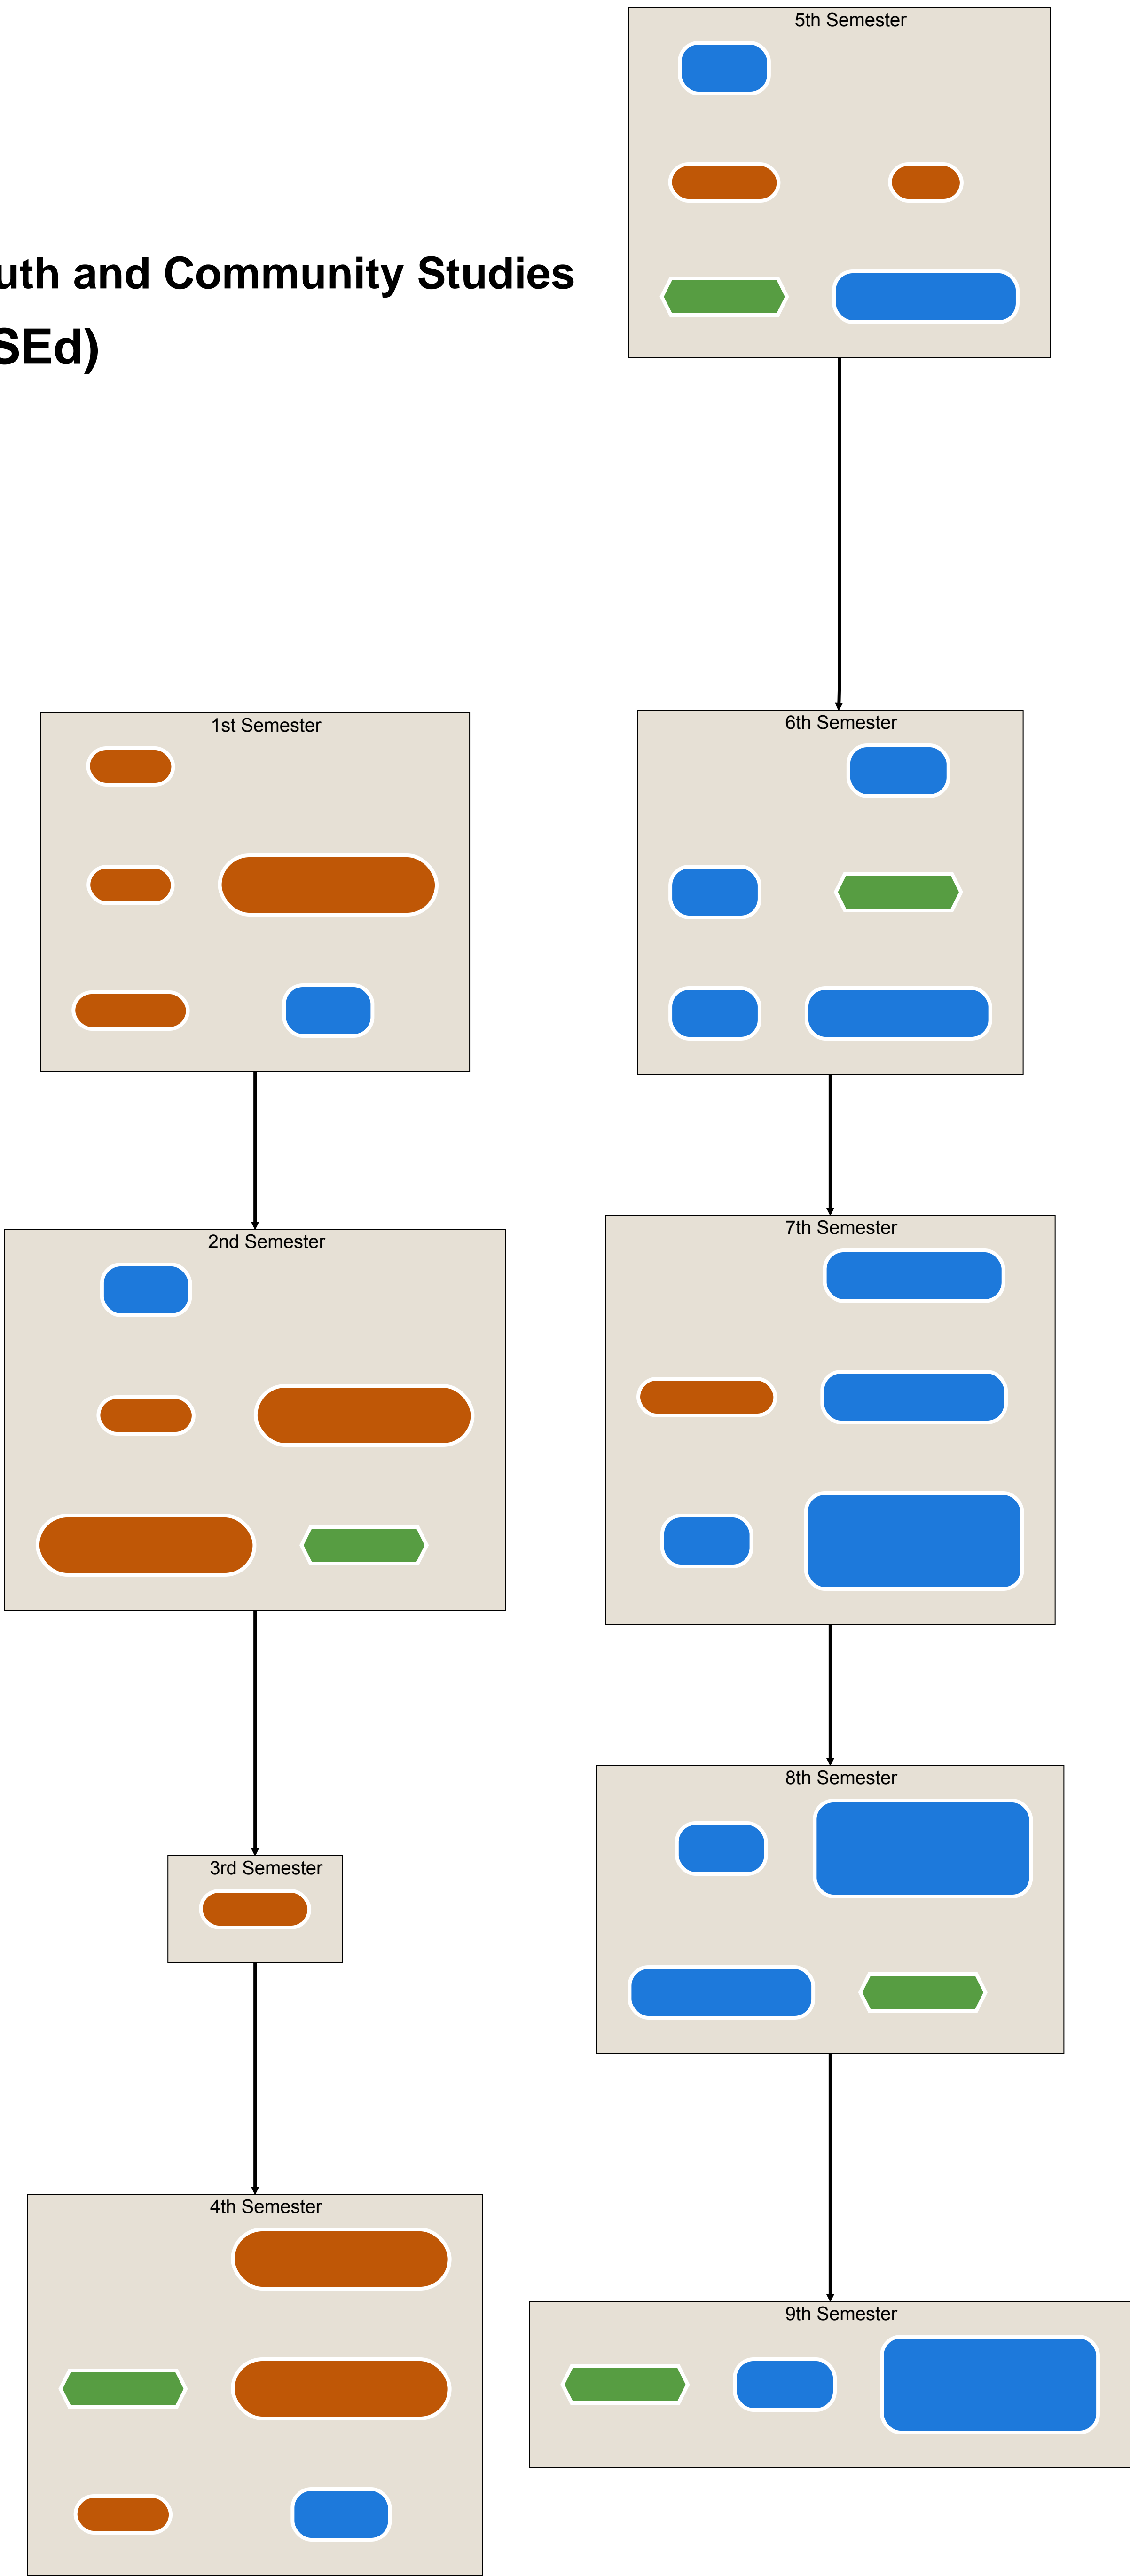 uth and Community Studies
SEd)
1st Semester
2nd Semester
3rd Semester
4th Semester
5th Semester
6th Semester
7th Semester
8th Semester
9th Semester